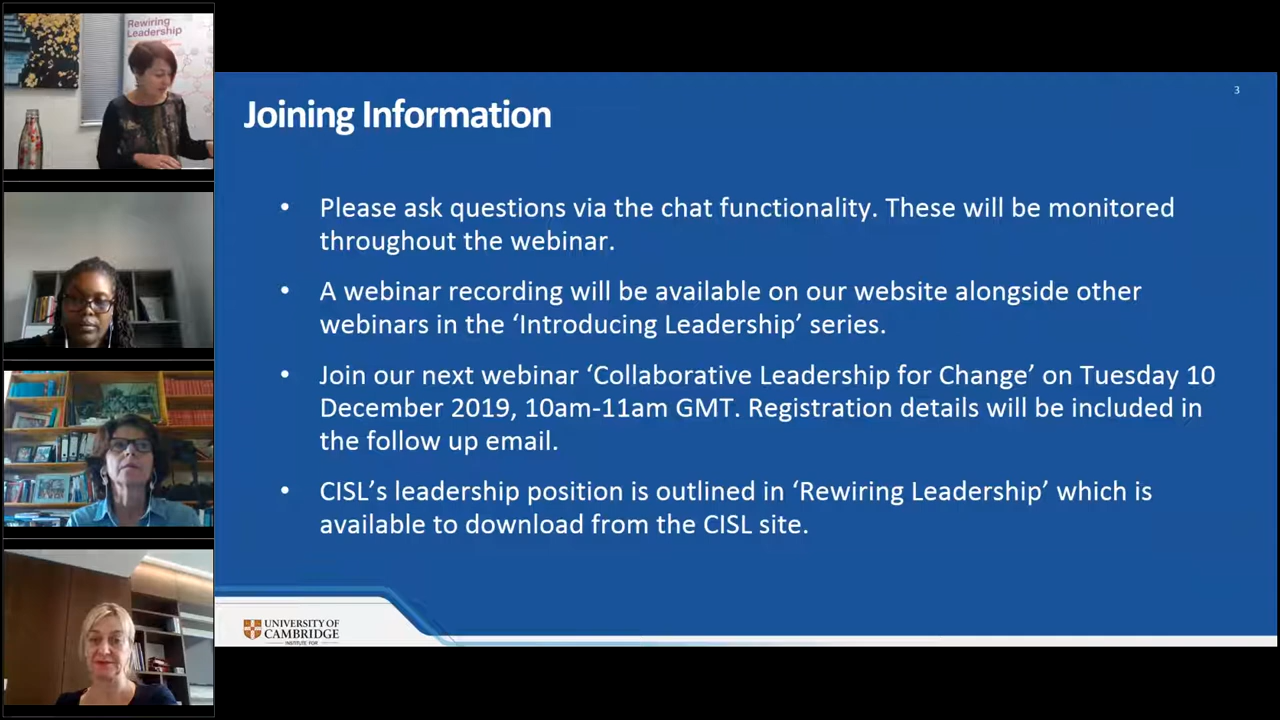 Rewiring
Leadership
3
Joining Information
• Please ask questions via the chat functionality. These will be monitored
throughout the webinar.
• A webinar recording will be available on our website alongside other
webinars in the ‘Introducing Leadership’ series.
• Join our next webinar ‘Collaborative Leadership for Change’ on Tuesday 10
December 2019, 10am-11am GMT. Registration details will be included in
the follow up email.
• CISL’s leadership position is outlined in ‘Rewiring Leadership’ which is
available to download from the CISL site.
UNIVERSITY OF
CAMBRIDGE
INSTITUTE FOR